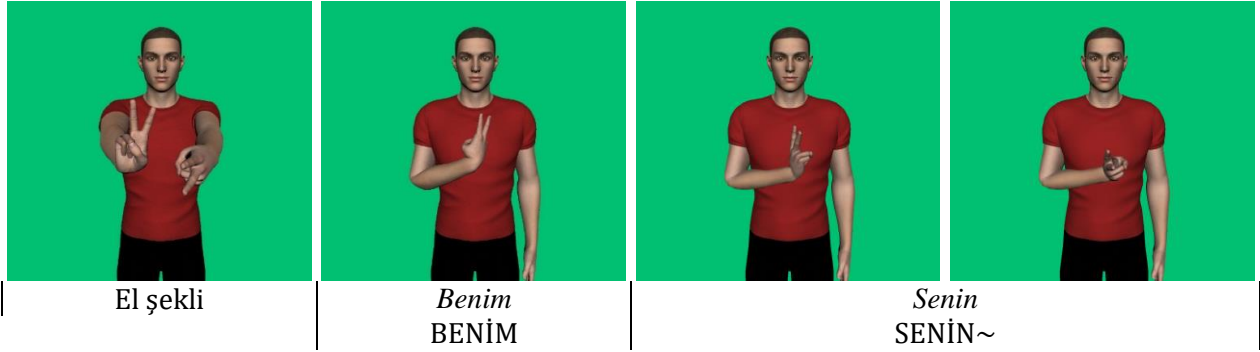 El şekli
Benim
BENİM
Senin
SENİN~